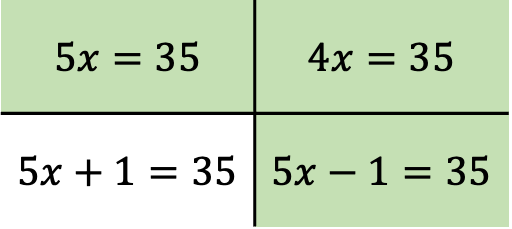 5x = 35
4x = 35
5x + 1 = 35
5x − 1 = 35